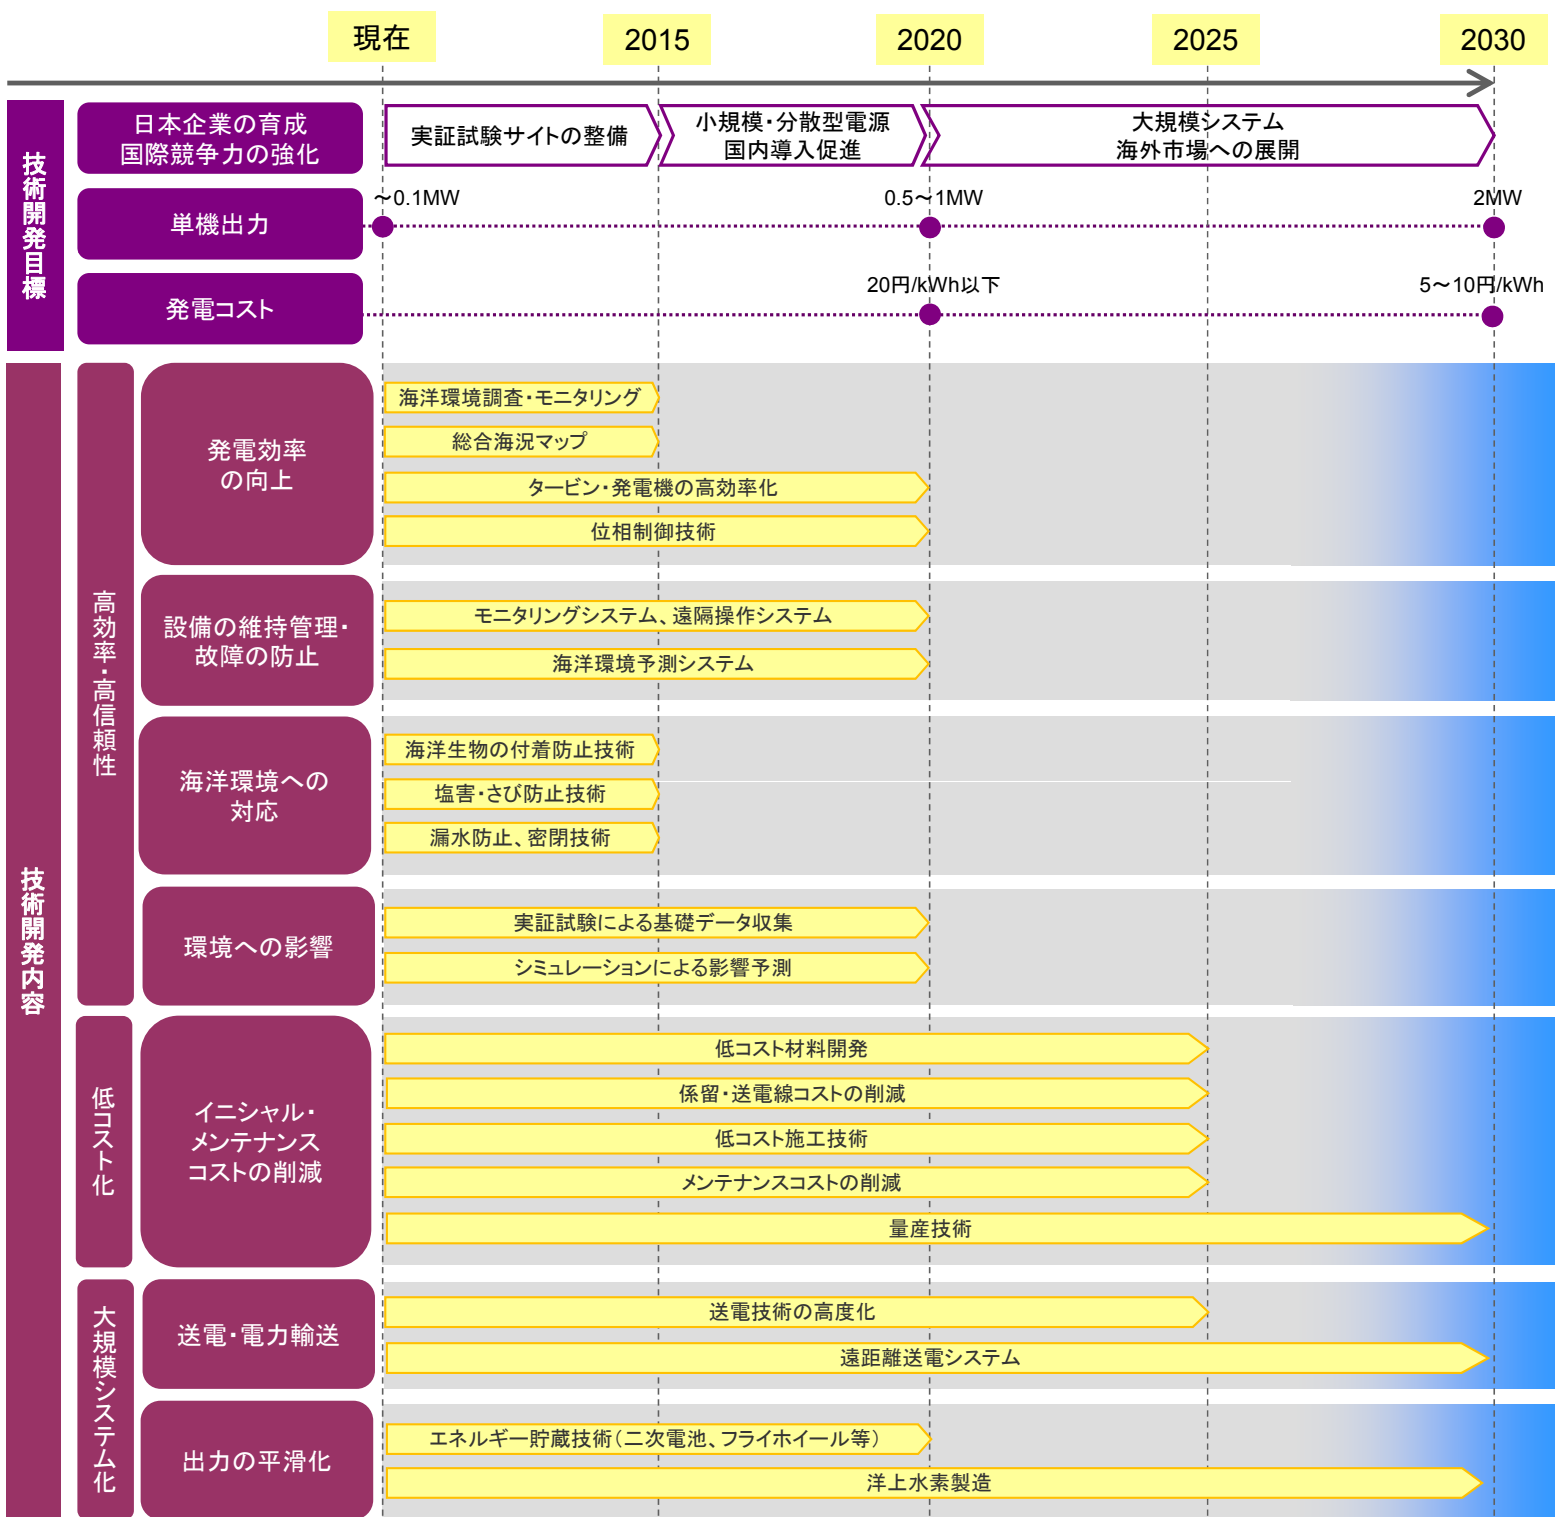 現在
2015
2020
2025
2030
技術開発目標
日本企業の育成
国際競争力の強化
実証試験サイトの整備
小規模・分散型電源
国内導入促進
大規模システム
海外市場への展開
単機出力
～0.1MW
0.5～1MW
2MW
発電コスト
20円/kWh以下
5～10円/kWh
技術開発内容
高効率・高信頼性
発電効率
の向上
海洋環境調査・モニタリング
総合海況マップ
タービン・発電機の高効率化
位相制御技術
設備の維持管理・
故障の防止
モニタリングシステム、遠隔操作システム
海洋環境予測システム
海洋環境への
対応
海洋生物の付着防止技術
塩害・さび防止技術
漏水防止、密閉技術
環境への影響
実証試験による基礎データ収集
シミュレーションによる影響予測
低コスト化
イニシャル・
メンテナンス
コストの削減
低コスト材料開発
係留・送電線コストの削減
低コスト施工技術
メンテナンスコストの削減
量産技術
大規模システム化
送電・電力輸送
送電技術の高度化
遠距離送電システム
出力の平滑化
エネルギー貯蔵技術（二次電池、フライホイール等）
洋上水素製造